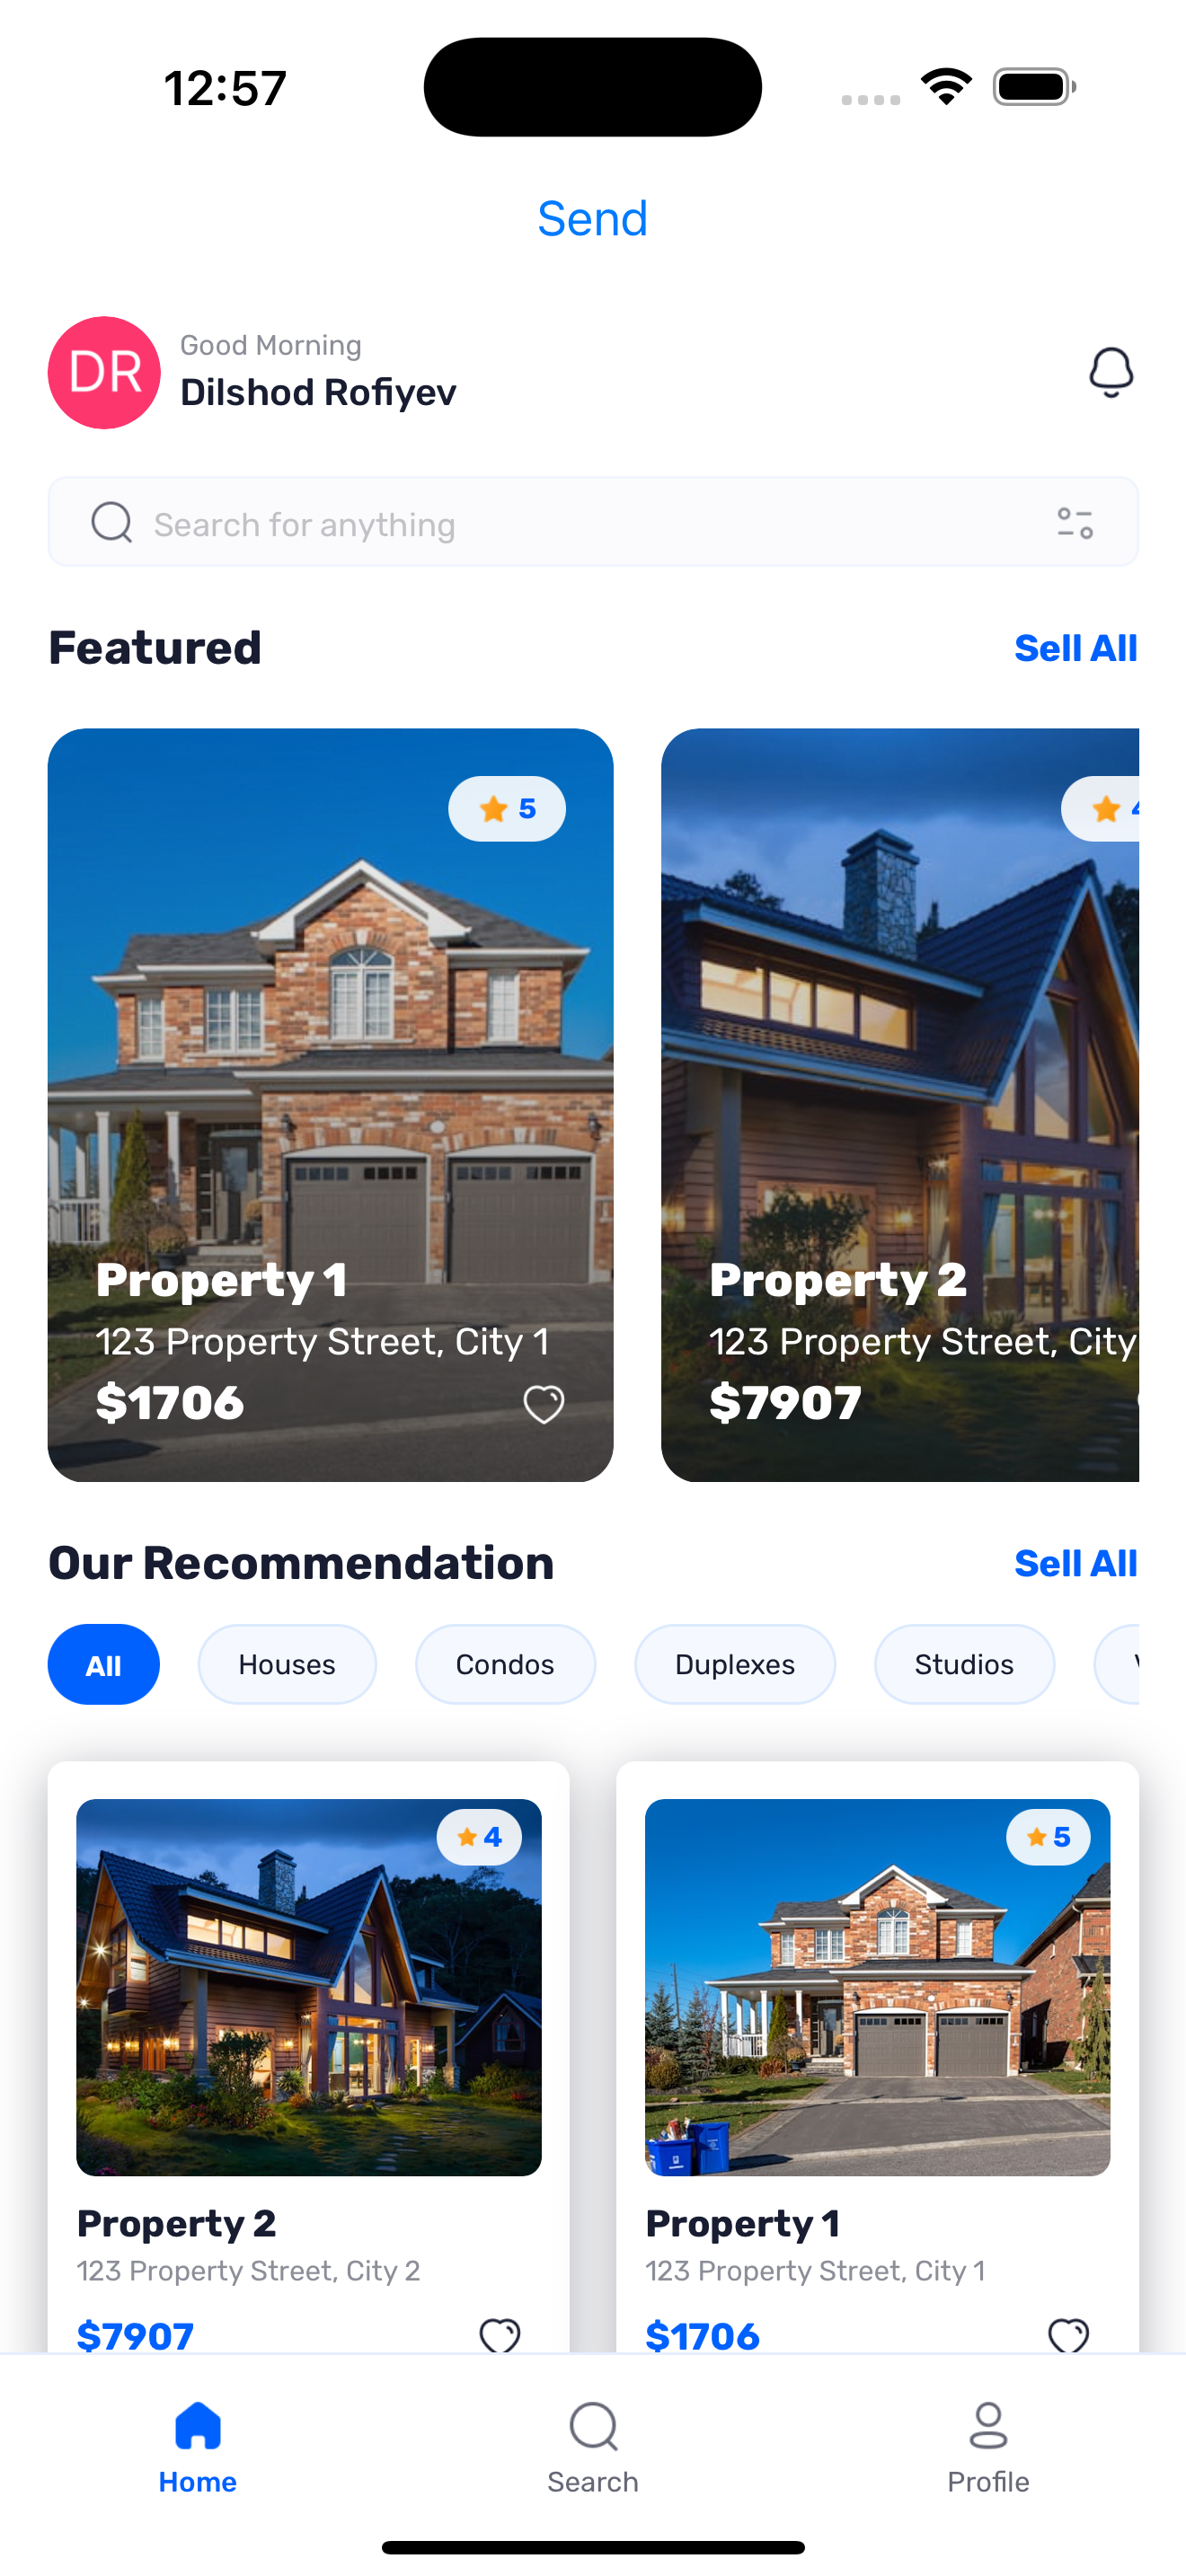 12:57
Send
DR
Good Morning
Dilshod Rofiyev
Search for anything
Featured
Sell All
5
4
Property 1
123 Property Street, City 1
$1706
Property 2
123 Property Street, City
$7907
Our Recommendation
Sell All
All
Houses
Condos
Duplexes
Studios
4
5
Property 2
123 Property Street, City 2
$7907
Property 1
123 Property Street, City 1
$1706
Home
Search
Profile